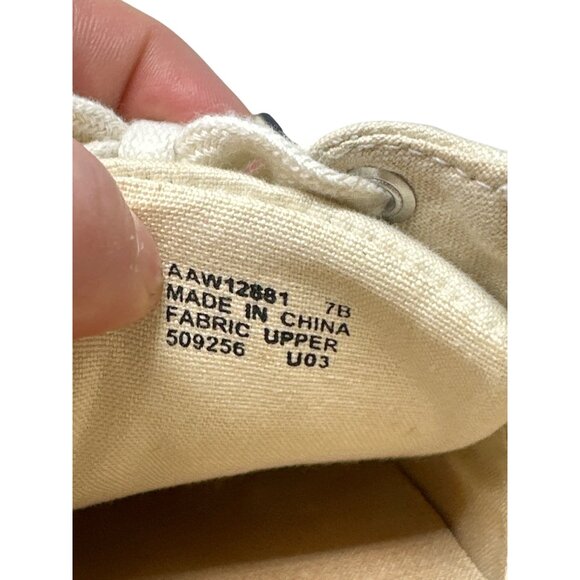 AAW12881 7B
MADE IN CHINA
FABRIC UPPER
509256 U03